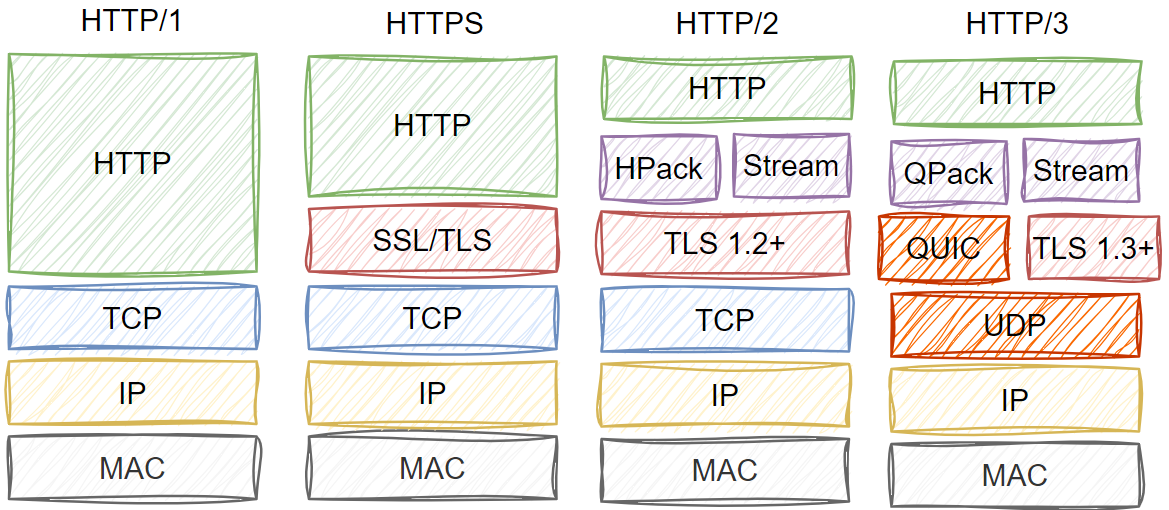 HTTP/1
HTTPS
HTTP/2
HTTP/3
HTTP
HTTP
HTTP
HTTP
HPack
Stream
QPack
Stream
SSL/TLS
TLS 1.2+
QUIC
TLS 1.3+
TCP
TCP
TCP
UDP
IP
IP
IP
IP
MAC
MAC
MAC
MAC